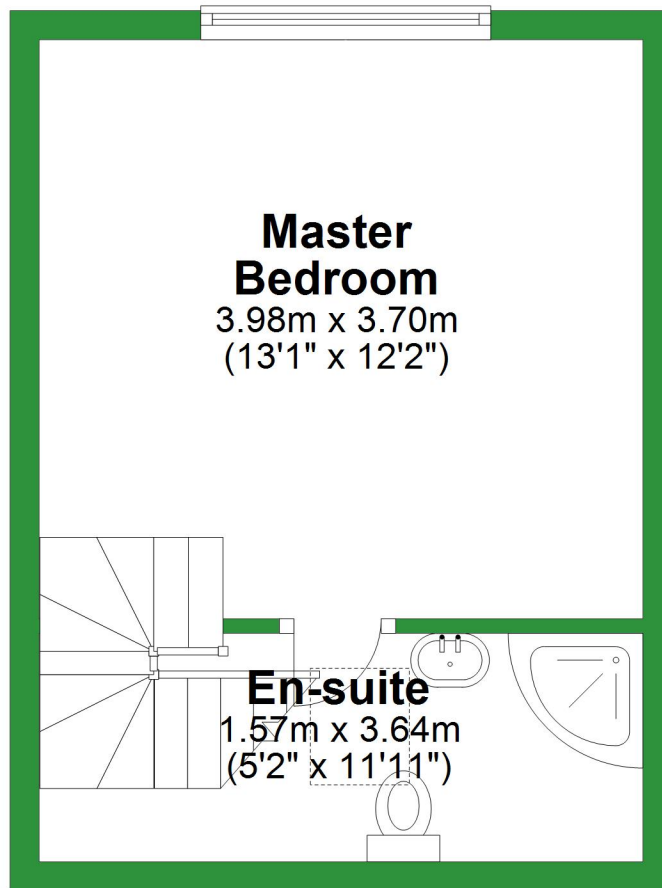 Master
Bedroom
3.98m x 3.70m
(13'1" x 12'2")
En-suite
1.57m x 3.64m
(5'2" x 11'11")